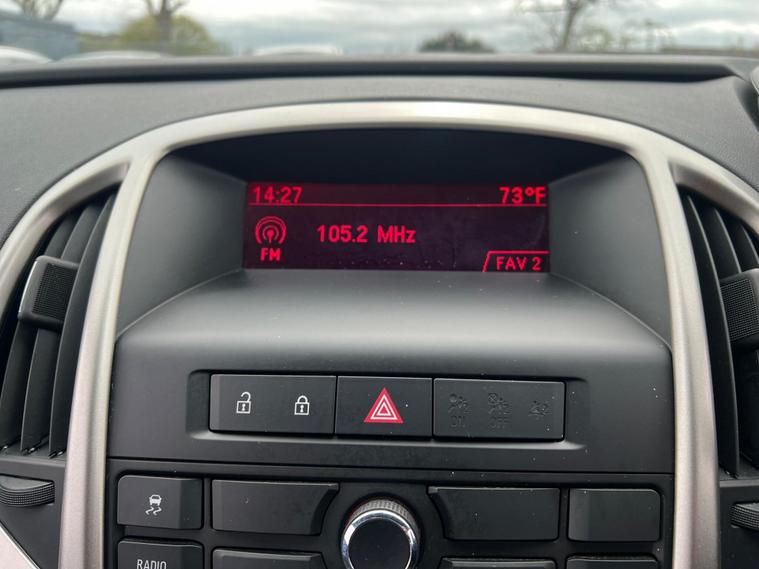 14:27 73°F
FM 105.2 MHz
FAV 2
ON OFF
RADIO